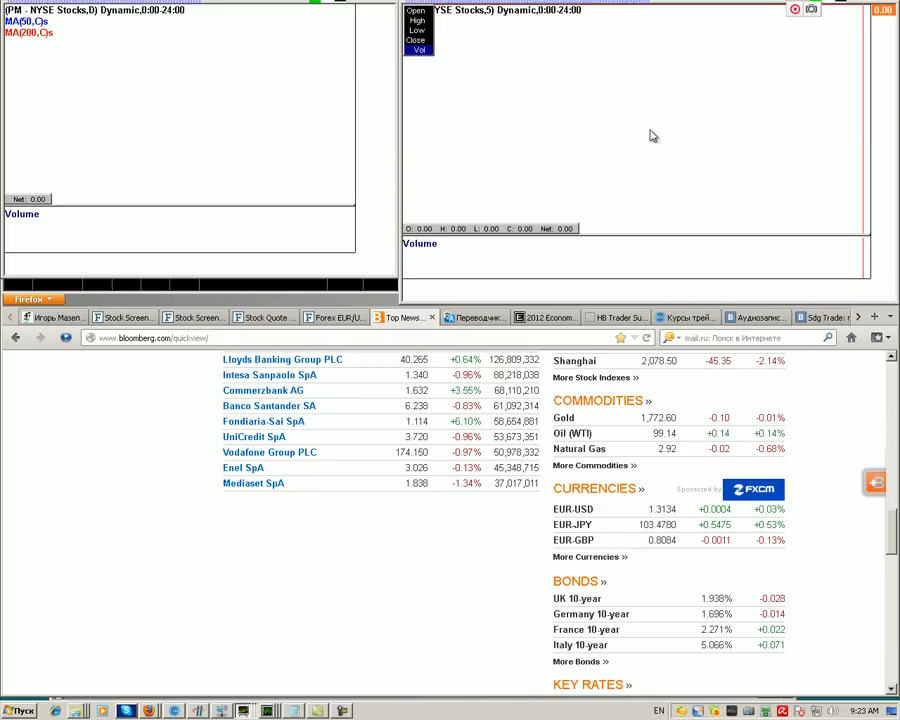 (PM - NYSE Stocks,D) Dynamic,0:00-24:00
MA(50,C)s
MA(200,C)s
Net: 0.00
Volume
YSE Stocks,5) Dynamic,0:00-24:00
0.00
Open
High
Low
Close
Vol
O: 0.00 H: 0.00 L: 0.00 C: 0.00 Net: 0.00
Volume
Firefox
Игорь Мазеп... Stock Screen... Stock Screen... Stock Quote ... Forex EUR/U... Top News... Переводчик... 2012 Econom... HB Trader Su... Курсы трей... Аудиозапис... Sdg Trade: г
www.bloomberg.com/quickview/
mail.ru: Поиск в Интернете
Lloyds Banking Group PLC 40.265 +0.64% 126,809,332
Intesa Sanpaolo SpA 1.340 -0.96% 88,218,038
Commerzbank AG 1.632 +3.55% 68,110,210
Banco Santander SA 6.238 -0.83% 61,092,314
Fondiaria-Sai SpA 1.114 +6.10% 58,654,881
UniCredit SpA 3.720 -0.96% 53,673,351
Vodafone Group PLC 174.150 -0.97% 50,978,332
Enel SpA 3.026 -0.13% 45,348,715
Mediaset SpA 1.838 -1.34% 37,017,011
Shanghai 2,078.50 -45.35 -2.14%
More Stock Indexes »
COMMODITIES »
Gold 1,772.60 -0.10 -0.01%
Oil (WTI) 99.14 +0.14 +0.14%
Natural Gas 2.92 -0.02 -0.68%
More Commodities »
CURRENCIES »
Sponsored by FXCM
EUR-USD 1.3134 +0.0004 +0.03%
EUR-JPY 103.4780 +0.5475 +0.53%
EUR-GBP 0.8084 -0.0011 -0.13%
More Currencies »
BONDS »
UK 10-year 1.938% -0.028
Germany 10-year 1.696% -0.014
France 10-year 2.271% +0.022
Italy 10-year 5.066% +0.071
More Bonds »
KEY RATES »
Пуск
EN
9:23 AM